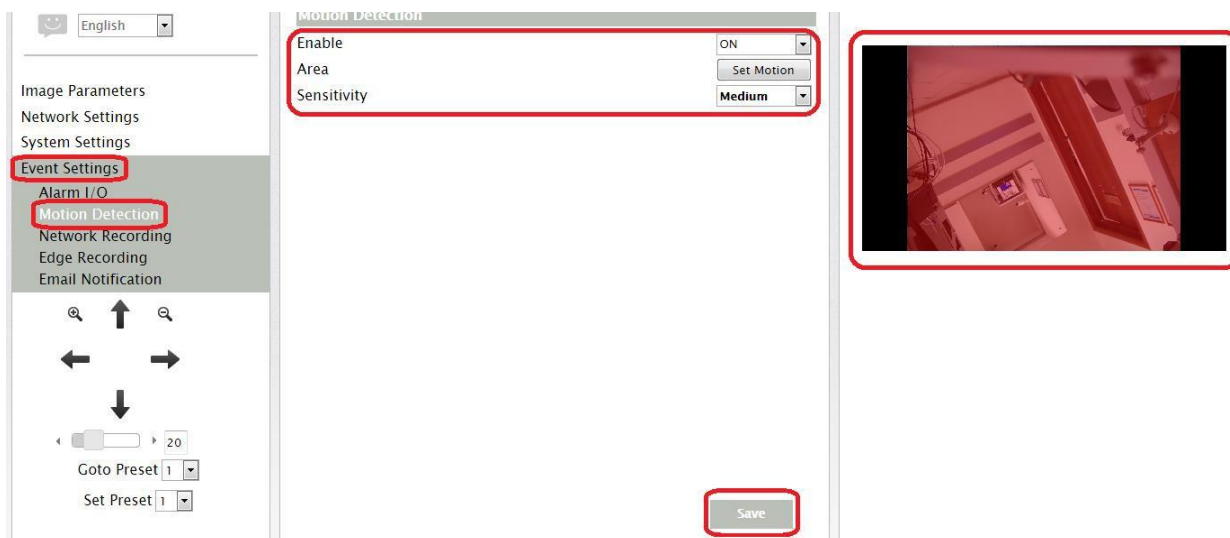 English
Image Parameters
Network Settings
System Settings
Event Settings
Alarm I/O
Motion Detection
Network Recording
Edge Recording
Email Notification
20
Goto Preset 1
Set Preset 1
Motion Detection
Enable ON
Area Set Motion
Sensitivity Medium
Save